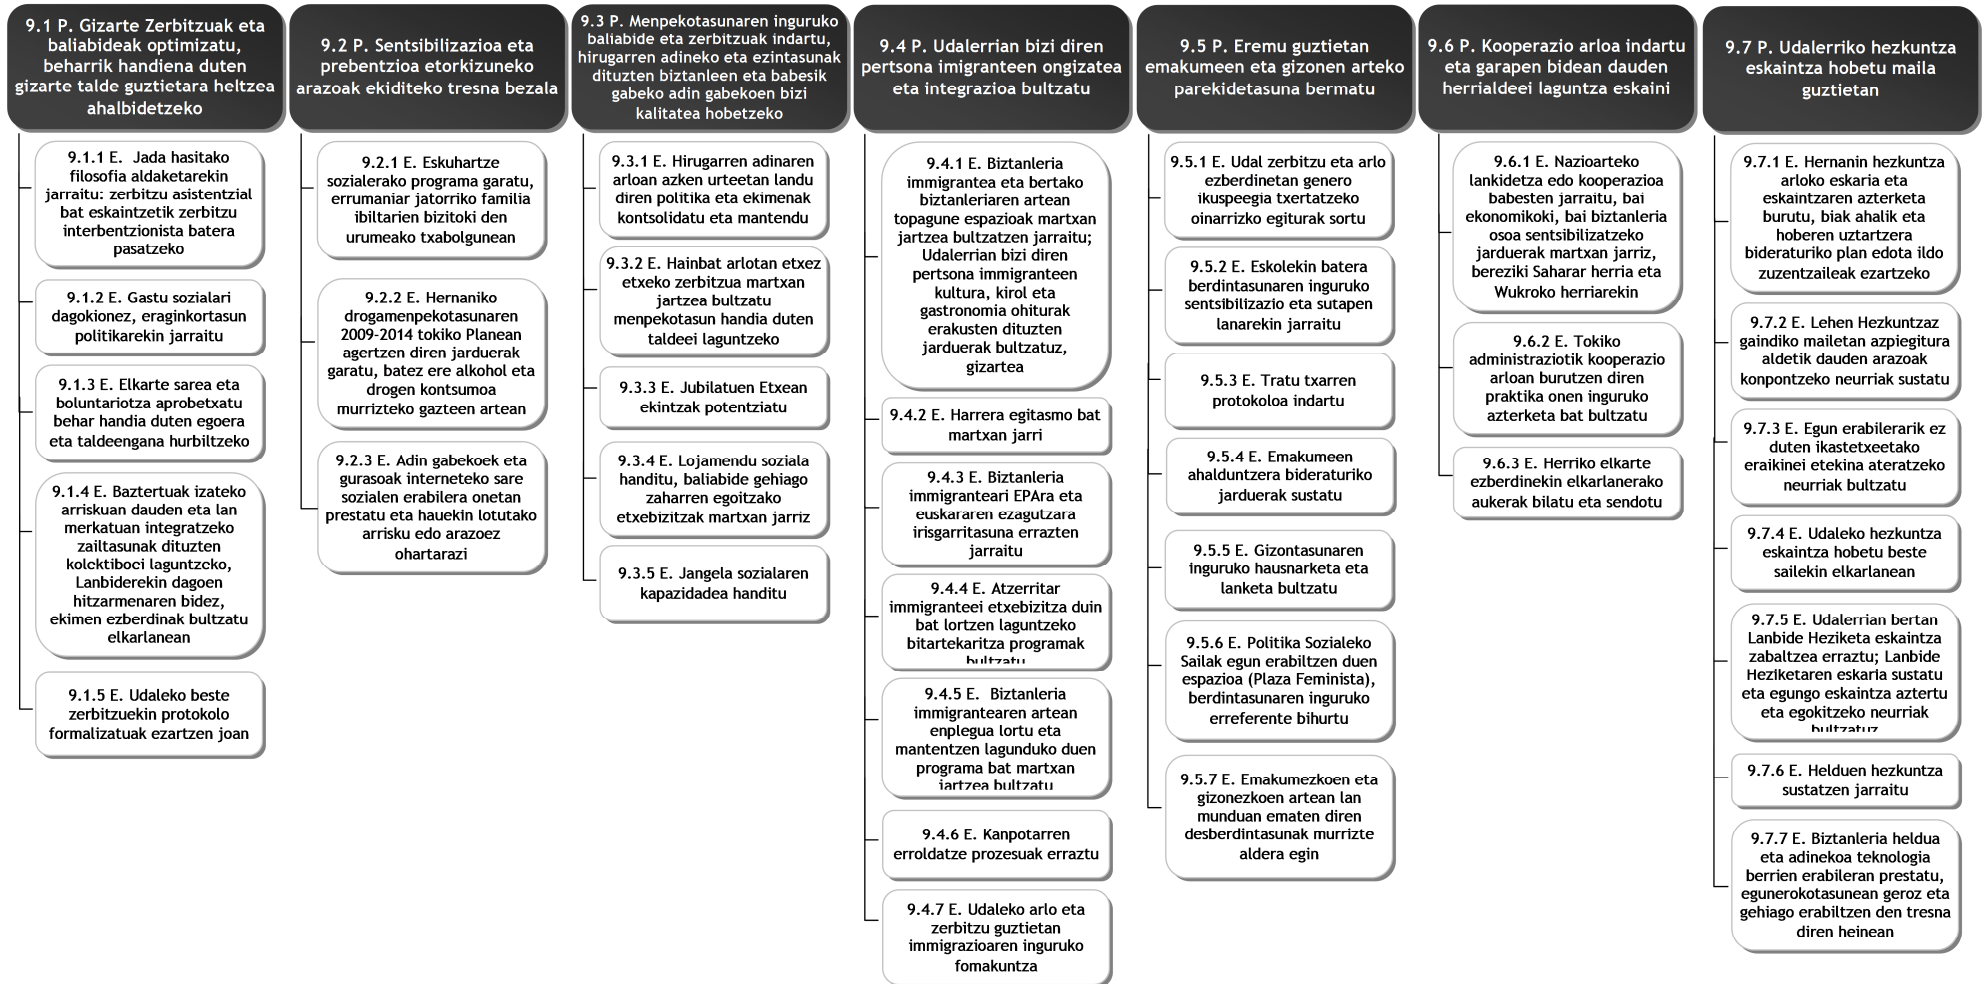 9.1 P. Gizarte Zerbitzuak eta
baliabideak optimizatu,
beharrik handiena duten
gizarte talde guztietara heltzea
ahalbidetzeko
9.1.1 E. Jada hasitako
filosofia aldaketarekin
jarraitu: zerbitzu asistentzial
bat eskaintzetik zerbitzu
interbentzionista batera
pasatzeko
9.1.2 E. Gastu sozialari
dagokionez, eraginkortasun
politikarekin jarraitu
9.1.3 E. Elkarte sarea eta
boluntariotza aprobetxatu
behar handia duten egoera
eta taldeengana hurbiltzeko
9.1.4 E. Baztertuak izateko
arriskuan dauden eta lan
merkatuan integratzeko
zailtasunak dituzten
kolektiboei laguntzeko,
Lanbiderekin dagoen
hitzarmenaren bidez,
ekimen ezberdinak bultzatu
elkarlanean
9.1.5 E. Udaleko beste
zerbitzuekin protokolo
formalizatuak ezartzen joan
9.2 P. Sentsibilizazioa eta
prebentzioa etorkizuneko
arazoak ekiditeko tresna bezala
9.2.1 E. Eskuhartze
sozialerako programa garatu,
errumaniar jatorriko familia
ibiltarien bizitoki den
urumeako txabolgunean
9.2.2 E. Hernaniko
drogamenpekotasunaren
2009-2014 tokiko Planean
agertzen diren jarduerak
garatu, batez ere alkohol eta
drogen kontsumoa
murrizteko gazteen artean
9.2.3 E. Adin gabekoek eta
gurasoak interneteko sare
sozialen erabilera onetan
prestatu eta hauekin lotutako
arrisku edo arazoez
ohartarazi
9.3 P. Menpekotasunaren inguruko
baliabide eta zerbitzuak indartu,
hirugarren adineko eta ezintasunak
dituzten biztanleen eta babesik
gabeko adin gabekoen bizi
kalitatea hobetzeko
9.3.1 E. Hirugarren adinaren
arloan azken urteetan landu
diren politika eta ekimenak
kontsolidatu eta mantendu
9.3.2 E. Hainbat arlotan etxez
etxeko zerbitzua martxan
jartzea bultzatu
menpekotasun handia duten
taldeei laguntzeko
9.3.3 E. Jubilatuen Etxean
ekintzak potentziatu
9.3.4 E. Lojamendu soziala
handitu, baliabide gehiago
zaharren egoitzako
etxebizitzak martxan jarriz
9.3.5 E. Jangela sozialaren
kapazidadea handitu
9.4 P. Udalerrian bizi diren
pertsona imigranteen ongizatea
eta integrazioa bultzatu
9.4.1 E. Biztanleria
immigrantea eta bertako
biztanleriaren artean
topagune espazioak martxan
jartzea bultzatzen jarraitu;
Udalerrian bizi diren
pertsona immigranteen
kultura, kirol eta
gastronomia ohiturak
erakusten dituzten
jarduerak bultzatuz,
gizartea
9.4.2 E. Harrera egitasmo bat
martxan jarri
9.4.3 E. Biztanleria
immigranteari EPAra eta
euskararen ezagutzara
irisgarritasuna errazten
jarraitu
9.4.4 E. Atzerritar
immigranteei etxebizitza duin
bat lortzen laguntzeko
bitartekaritza programak
bultzatu
9.4.5 E. Biztanleria
immigrantearen artean
enplegua lortu eta
mantentzen lagunduko duen
programa bat martxan
jartzea bultzatu
9.4.6 E. Kanpotarren
erroldatze prozesuak erraztu
9.4.7 E. Udaleko arlo eta
zerbitzu guztietan
immigrazioaren inguruko
fomakuntza
9.5 P. Eremu guztietan
emakumeen eta gizonen arteko
parekidetasuna bermatu
9.5.1 E. Udal zerbitzu eta arlo
ezberdinetan genero
ikuspeegia txertatzeko
oinarrizko egiturak sortu
9.5.2 E. Eskolekin batera
berdintasunaren inguruko
sentsibilizazio eta sutapen
lanarekin jarraitu
9.5.3 E. Tratu txarren
protokoloa indartu
9.5.4 E. Emakumeen
ahalduntzera bideraturiko
jarduerak sustatu
9.5.5 E. Gizontasunaren
inguruko hausnarketa eta
lanketa bultzatu
9.5.6 E. Politika Sozialeko
Sailak egun erabiltzen duen
espazioa (Plaza Feminista),
berdintasunaren inguruko
erreferente bihurtu
9.5.7 E. Emakumezkoen eta
gizonezkoen artean lan
munduan ematen diren
desberdintasunak murrizte
aldera egin
9.6 P. Kooperazio arloa indartu
eta garapen bidean dauden
herrialdeei laguntza eskaini
9.6.1 E. Nazioarteko
lankidetza edo kooperazioa
babesten jarraitu, bai
ekonomikoki, bai biztanleria
osoa sentsibilizatzeko
jarduerak martxan jarriz,
bereziki Saharar herria eta
Wukroko herriarekin
9.6.2 E. Tokiko
administraziotik kooperazio
arloan burutzen diren
praktika onen inguruko
azterketa bat bultzatu
9.6.3 E. Herriko elkarte
ezberdinekin elkarlanerako
aukerak bilatu eta sendotu
9.7 P. Udalerriko hezkuntza
eskaintza hobetu maila
guztietan
9.7.1 E. Hernanin hezkuntza
arloko eskaria eta
eskaintzaren azterketa
burutu, biak ahalik eta
hoberen uztartzera
bideraturiko plan edota ildo
zuzentzaileak ezartzeko
9.7.2 E. Lehen Hezkuntzaz
gaindiko mailetan azpiegitura
aldetik dauden arazoak
konpontzeko neurriak sustatu
9.7.3 E. Egun erabilerarik ez
duten ikastetxeetako
eraikinei etekina ateratzeko
neurriak bultzatu
9.7.4 E. Udaleko hezkuntza
eskaintza hobetu beste
sailekin elkarlanean
9.7.5 E. Udalerrian bertan
Lanbide Heziketa eskaintza
zabaltzea erraztu; Lanbide
Heziketaren eskaria sustatu
eta egungo eskaintza aztertu
eta egokitzeko neurriak
bultzatuz
9.7.6 E. Helduen hezkuntza
sustatzen jarraitu
9.7.7 E. Biztanleria heldua
eta adinekoa teknologia
berrien erabileran prestatu,
egunerokotasunean geroz eta
gehiago erabiltzen den tresna
diren heinean